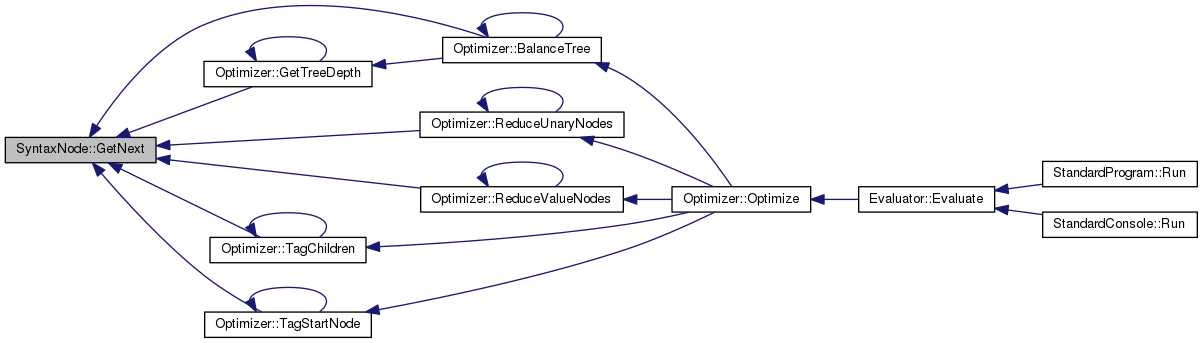 Optimizer::BalanceTree
Optimizer::GetTreeDepth
Optimizer::ReduceUnaryNodes
SyntaxNode::GetNext
StandardProgram::Run
Optimizer::ReduceValueNodes
Optimizer::Optimize
Evaluator::Evaluate
StandardConsole::Run
Optimizer::TagChildren
Optimizer::TagStartNode